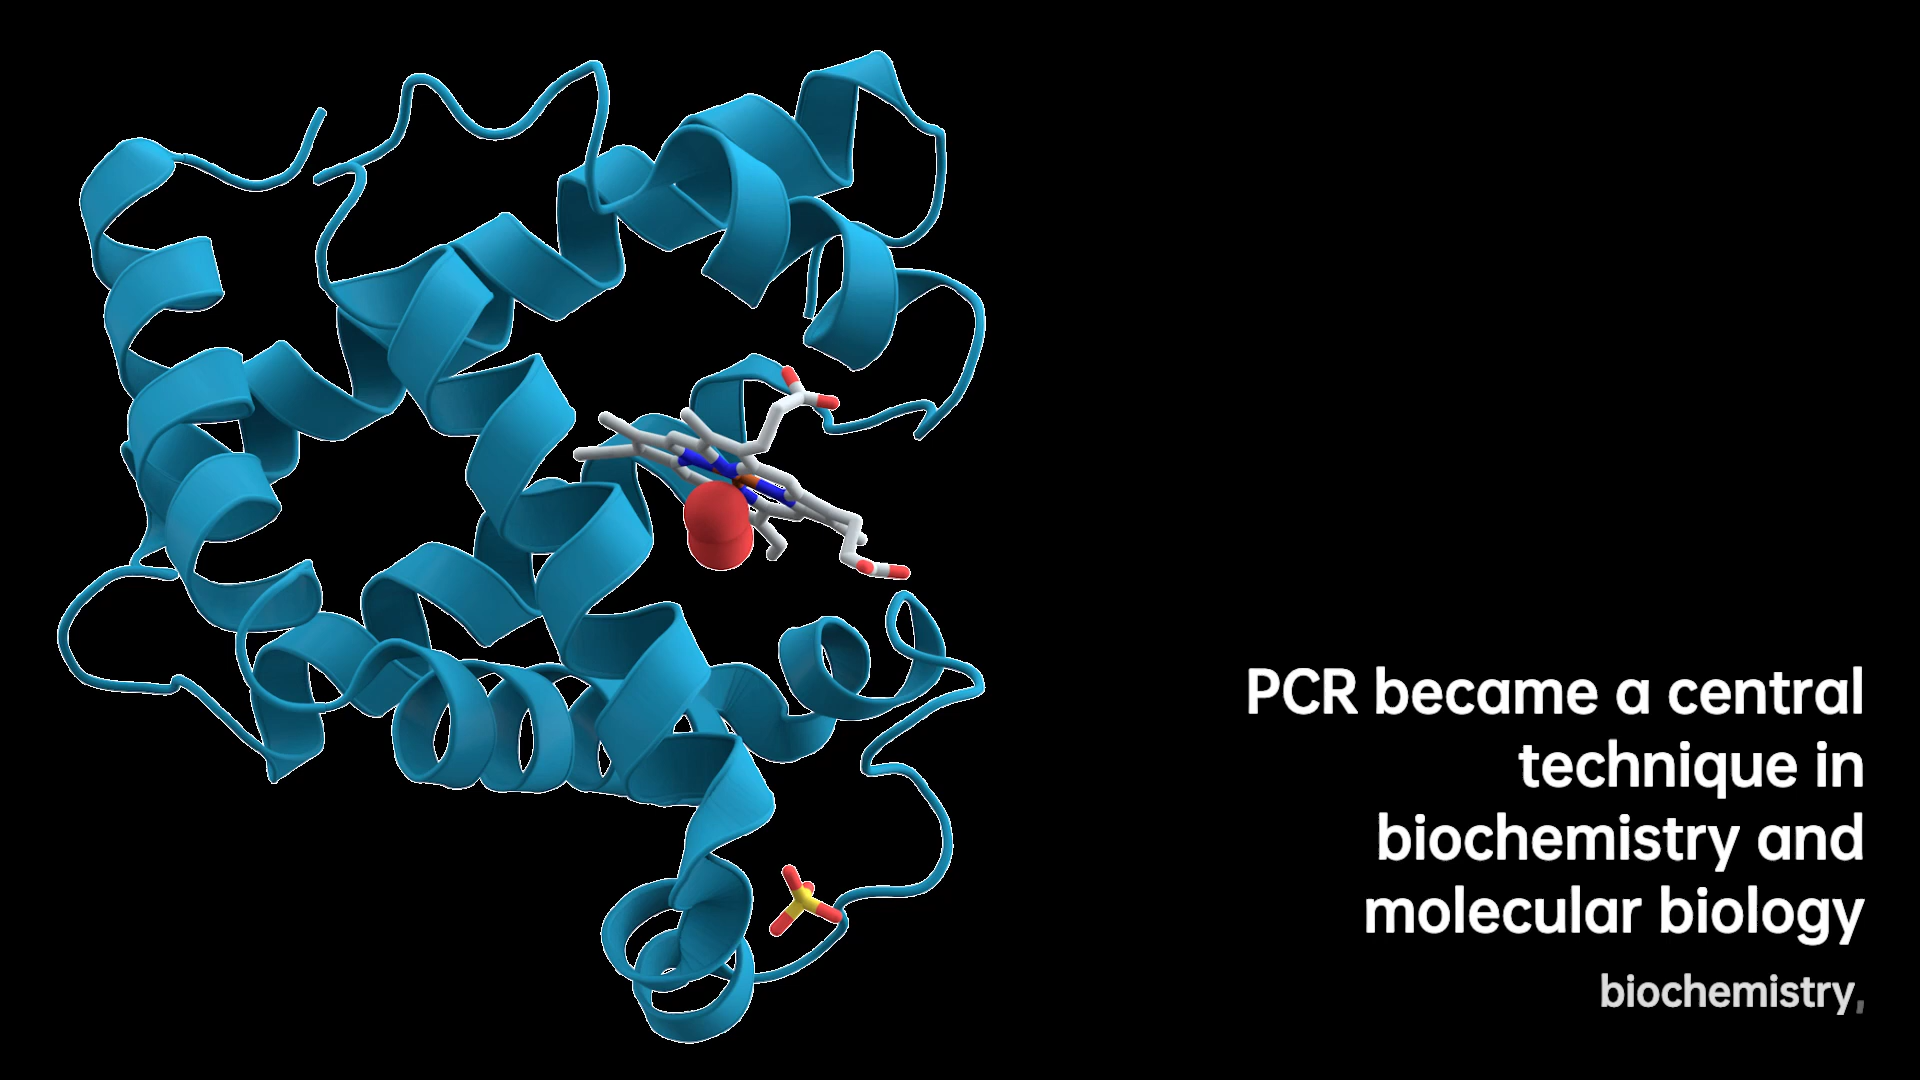 PCR became a central
technique in
biochemistry and
molecular biology
biochemistry,